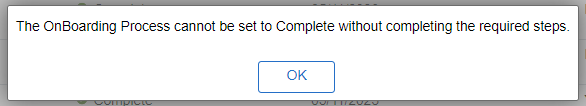 The OnBoarding Process cannot be set to Complete without completing the required steps.
OK